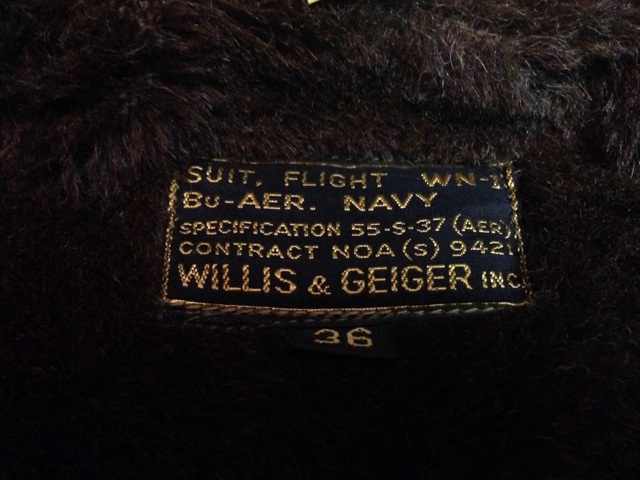 SUIT, FLIGHT WN-1
BU-AER. NAVY
SPECIFICATION 55-S-37 (AER)
CONTRACT NOA (S) 9421
WILLIS & GEIGER INC
36